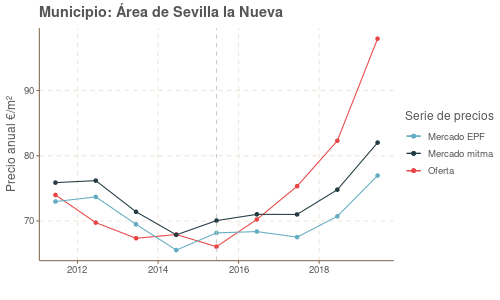 Municipio: Área de Sevilla la Nueva
Precio anual €/m²
90
80
70
2012
2014
2016
2018
Serie de precios
Mercado EPF
Mercado mitma
Oferta